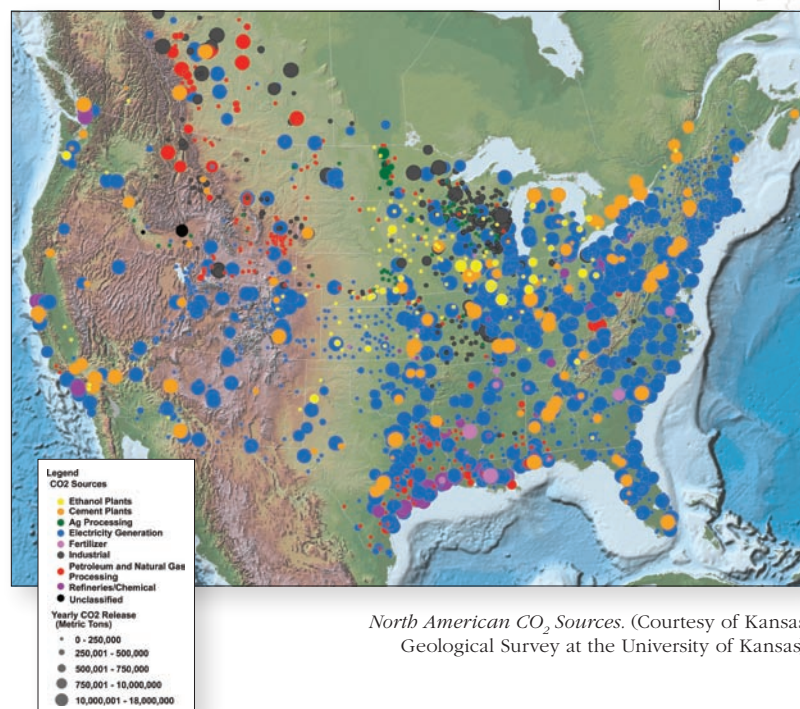 Legend
CO2 Sources
Ethanol Plants
Cement Plants
Ag Processing
Electricity Generation
Fertilizer
Industrial
Petroleum and Natural Gas
Processing
Refineries/Chemical
Unclassified
Yearly CO2 Release
(Metric Tons)
0 - 250,000
250,001 - 500,000
500,001 - 750,000
750,001 - 10,000,000
10,000,001 - 18,000,000
North American CO₂ Sources. (Courtesy of Kansas
Geological Survey at the University of Kansas